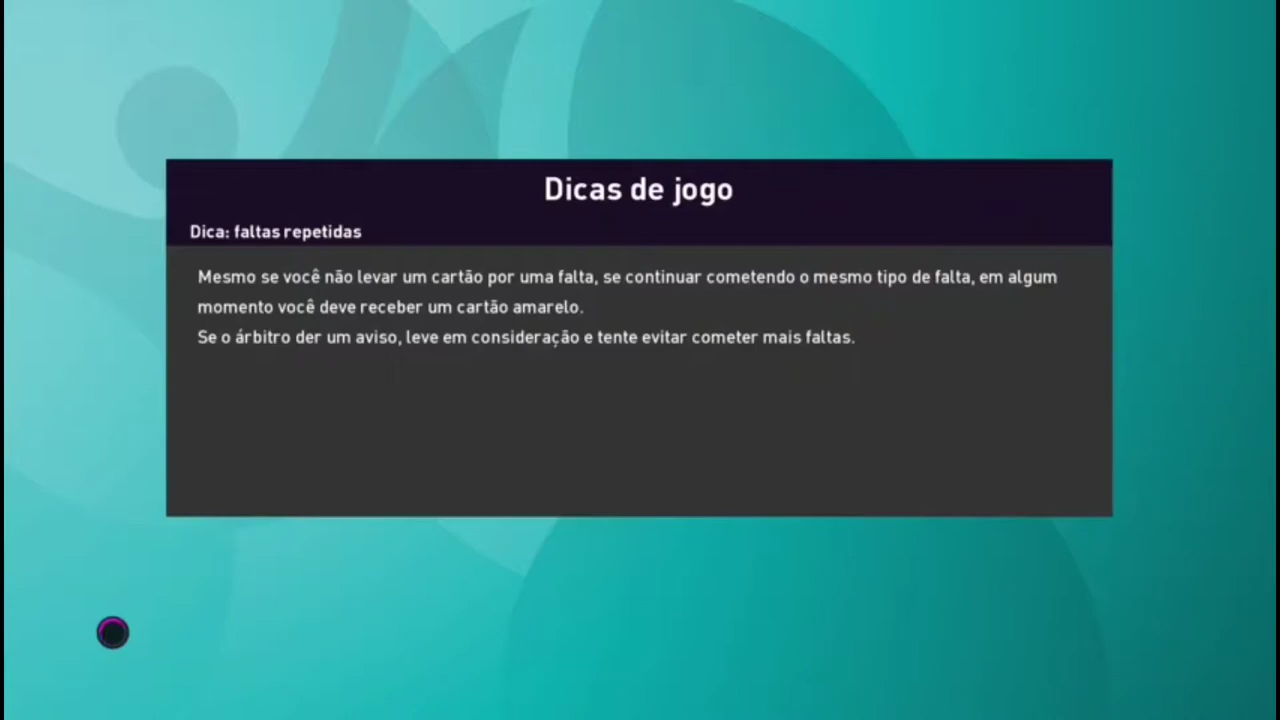 Dicas de jogo
Dica: faltas repetidas
Mesmo se você não levar um cartão por uma falta, se continuar cometendo o mesmo tipo de falta, em algum
momento você deve receber um cartão amarelo.
Se o árbitro der um aviso, leve em consideração e tente evitar cometer mais faltas.